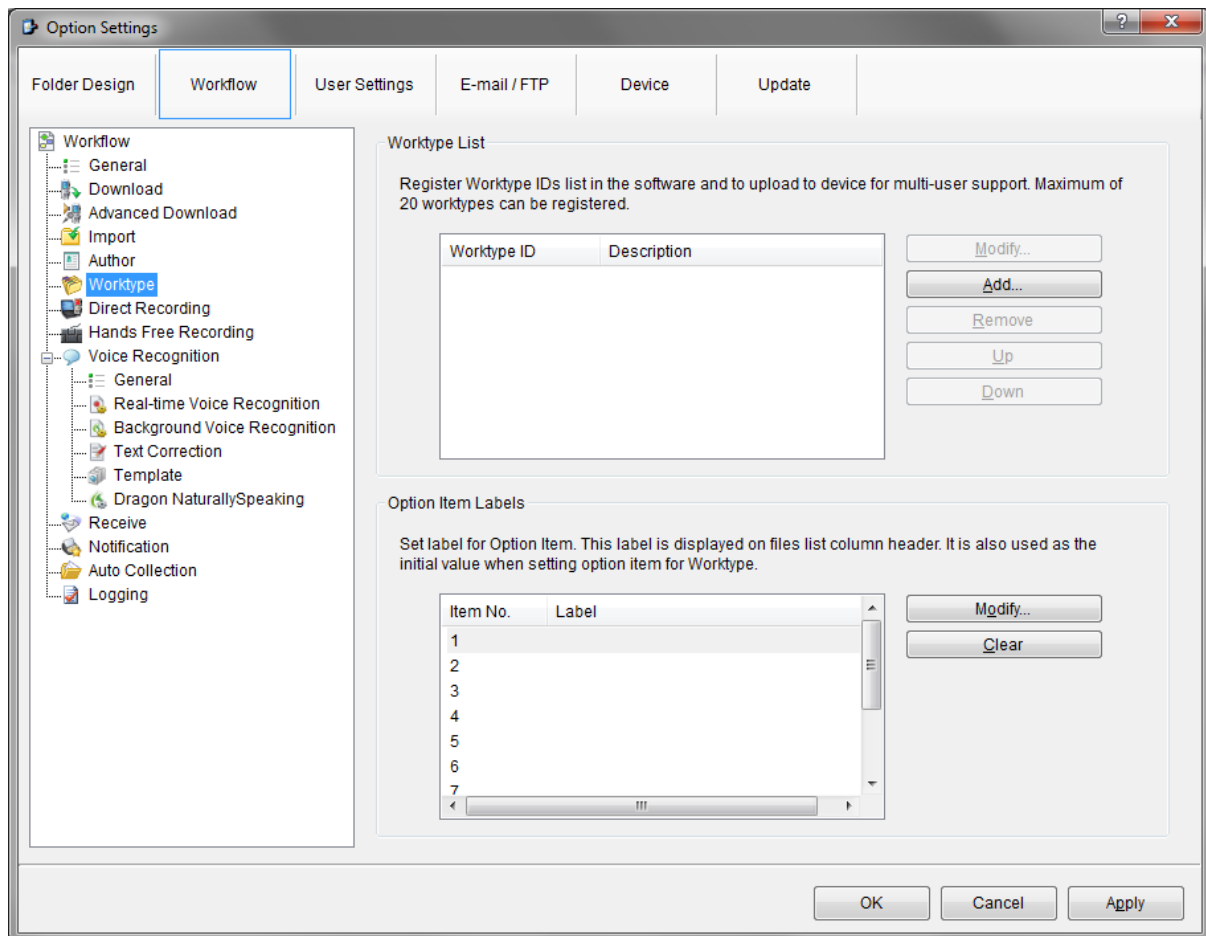 Option Settings
?
Folder Design
Workflow
User Settings
E-mail / FTP
Device
Update
Workflow
General
Download
Advanced Download
Import
Author
Worktype
Direct Recording
Hands Free Recording
Voice Recognition
General
Real-time Voice Recognition
Background Voice Recognition
Text Correction
Template
Dragon NaturallySpeaking
Receive
Notification
Auto Collection
Logging
Worktype List
Register Worktype IDs list in the software and to upload to device for multi-user support. Maximum of
20 worktypes can be registered.
Worktype ID Description
Modify...
Add...
Remove
Up
Down
Option Item Labels
Set label for Option Item. This label is displayed on files list column header. It is also used as the
initial value when setting option item for Worktype.
Item No. Label
1
2
3
4
5
6
7
Modify...
Clear
OK
Cancel
Apply